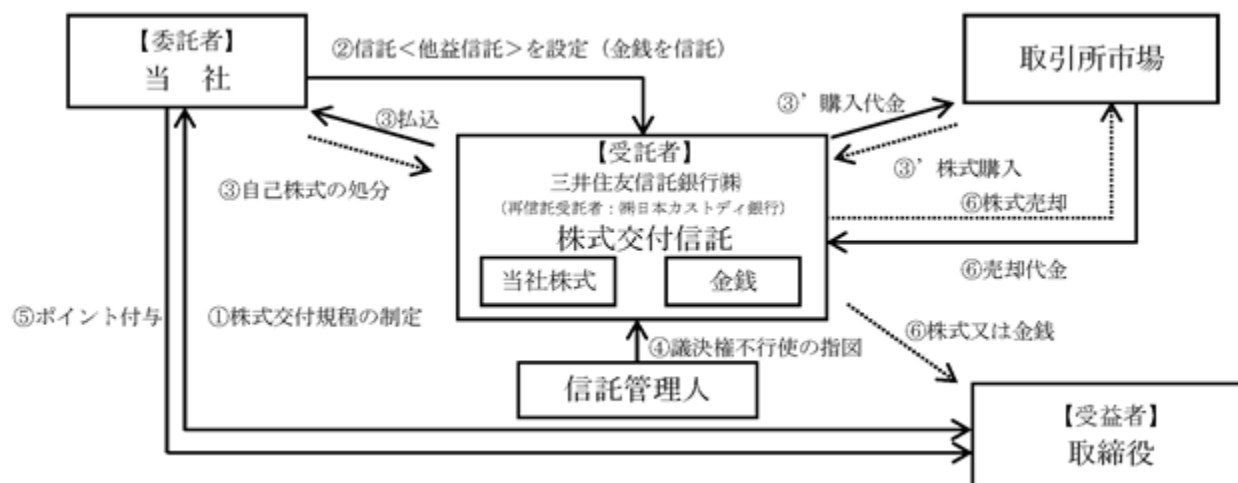 【委託者】
当 社
②信託<他益信託>を設定（金銭を信託）
取引所市場
③払込
③自己株式の処分
③’購入代金
③’株式購入
【受託者】
三井住友信託銀行㈱
（再信託受託者：㈱日本カストディ銀行）
株式交付信託
当社株式
金銭
⑥株式売却
⑥売却代金
⑤ポイント付与
①株式交付規程の制定
④議決権不行使の指図
⑥株式又は金銭
信託管理人
【受益者】
取締役